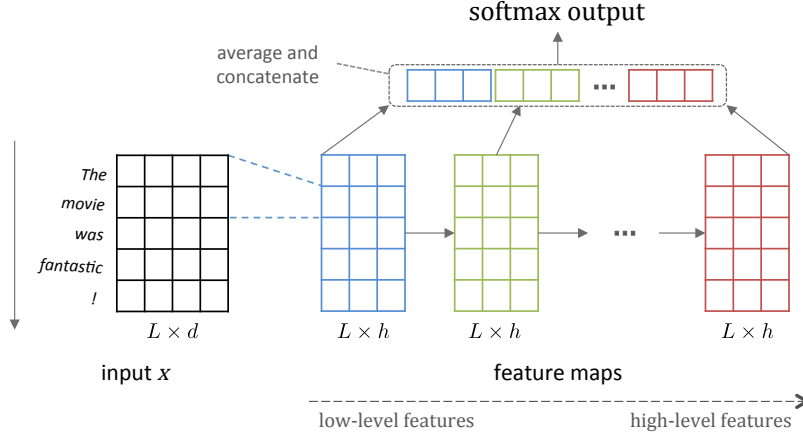 softmax output
average and
concatenate
The
movie
was
fantastic
!
L × d
L × h
L × h
L × h
input x
feature maps
low-level features
high-level features